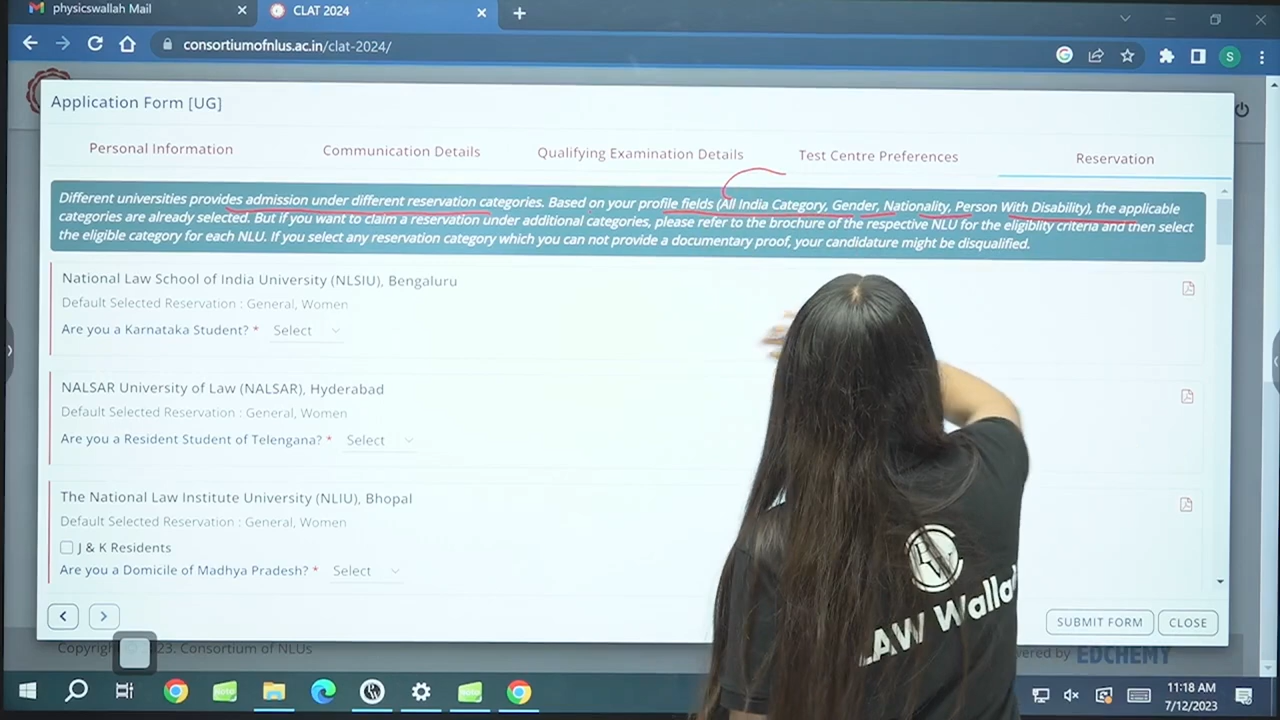 physicswallah Mail
CLAT 2024
consortiumofnlus.ac.in/clat-2024/
S
Application Form [UG]
Personal Information
Communication Details
Qualifying Examination Details
Test Centre Preferences
Reservation
Different universities provides admission under different reservation categories. Based on your profile fields (All India Category, Gender, Nationality, Person With Disability), the applicable
categories are already selected. But if you want to claim a reservation under additional categories, please refer to the brochure of the respective NLU for the eligiblity criteria and then select
the eligible category for each NLU. If you select any reservation category which you can not provide a documentary proof, your candidature might be disqualified.
National Law School of India University (NLSIU), Bengaluru
Default Selected Reservation : General, Women
Are you a Karnataka Student? * Select
NALSAR University of Law (NALSAR), Hyderabad
Default Selected Reservation : General, Women
Are you a Resident Student of Telengana? * Select
The National Law Institute University (NLIU), Bhopal
Default Selected Reservation : General, Women
J & K Residents
Are you a Domicile of Madhya Pradesh? * Select
SUBMIT FORM
CLOSE
2023. Consortium of NLUs
EDCHEMY
LAW Wallah
11:18 AM
7/12/2023